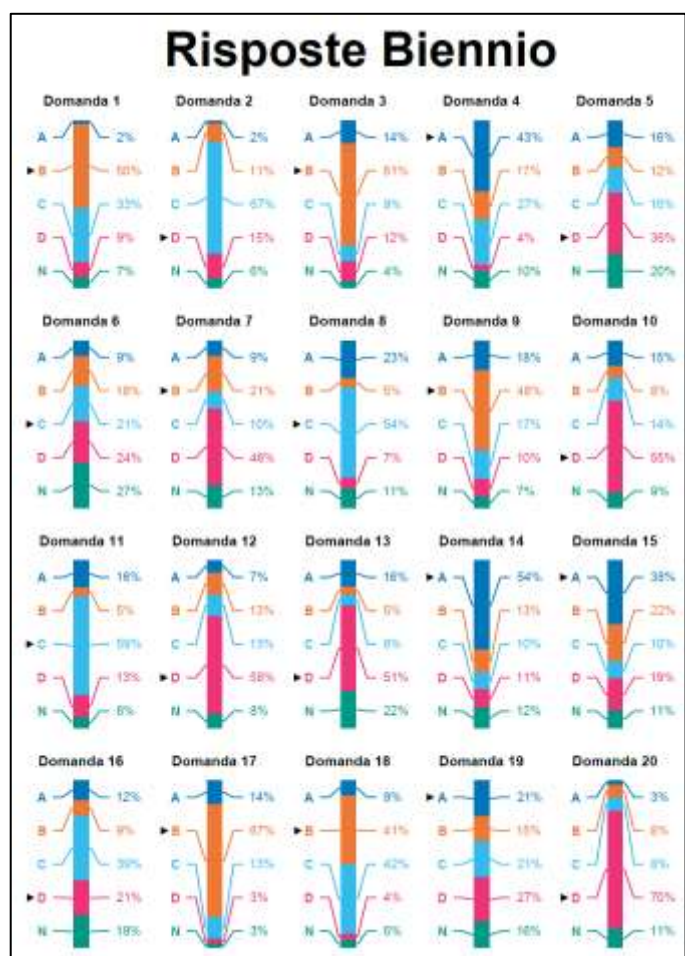 Risposte Biennio
Domanda 1 Domanda 2 Domanda 3 Domanda 4 Domanda 5
A 2% A 2% A 14% A 43% A 16%
B 50% B 11% B 61% B 17% B 12%
C 33% C 67% C 9% C 27% C 16%
D 9% D 15% D 12% D 4% D 36%
N 7% N 6% N 4% N 10% N 20%
Domanda 6 Domanda 7 Domanda 8 Domanda 9 Domanda 10
A 9% A 9% A 23% A 18% A 15%
B 18% B 21% B 5% B 48% B 8%
C 21% C 10% C 54% C 17% C 14%
D 24% D 46% D 7% D 10% D 55%
N 27% N 13% N 11% N 7% N 9%
Domanda 11 Domanda 12 Domanda 13 Domanda 14 Domanda 15
A 16% A 7% A 16% A 54% A 38%
B 5% B 13% B 5% B 13% B 22%
C 59% C 13% C 6% C 10% C 10%
D 13% D 58% D 51% D 11% D 19%
N 6% N 8% N 22% N 12% N 11%
Domanda 16 Domanda 17 Domanda 18 Domanda 19 Domanda 20
A 12% A 14% A 9% A 21% A 3%
B 9% B 67% B 41% B 15% B 8%
C 39% C 13% C 42% C 21% C 8%
D 21% D 3% D 4% D 27% D 70%
N 18% N 3% N 5% N 16% N 11%